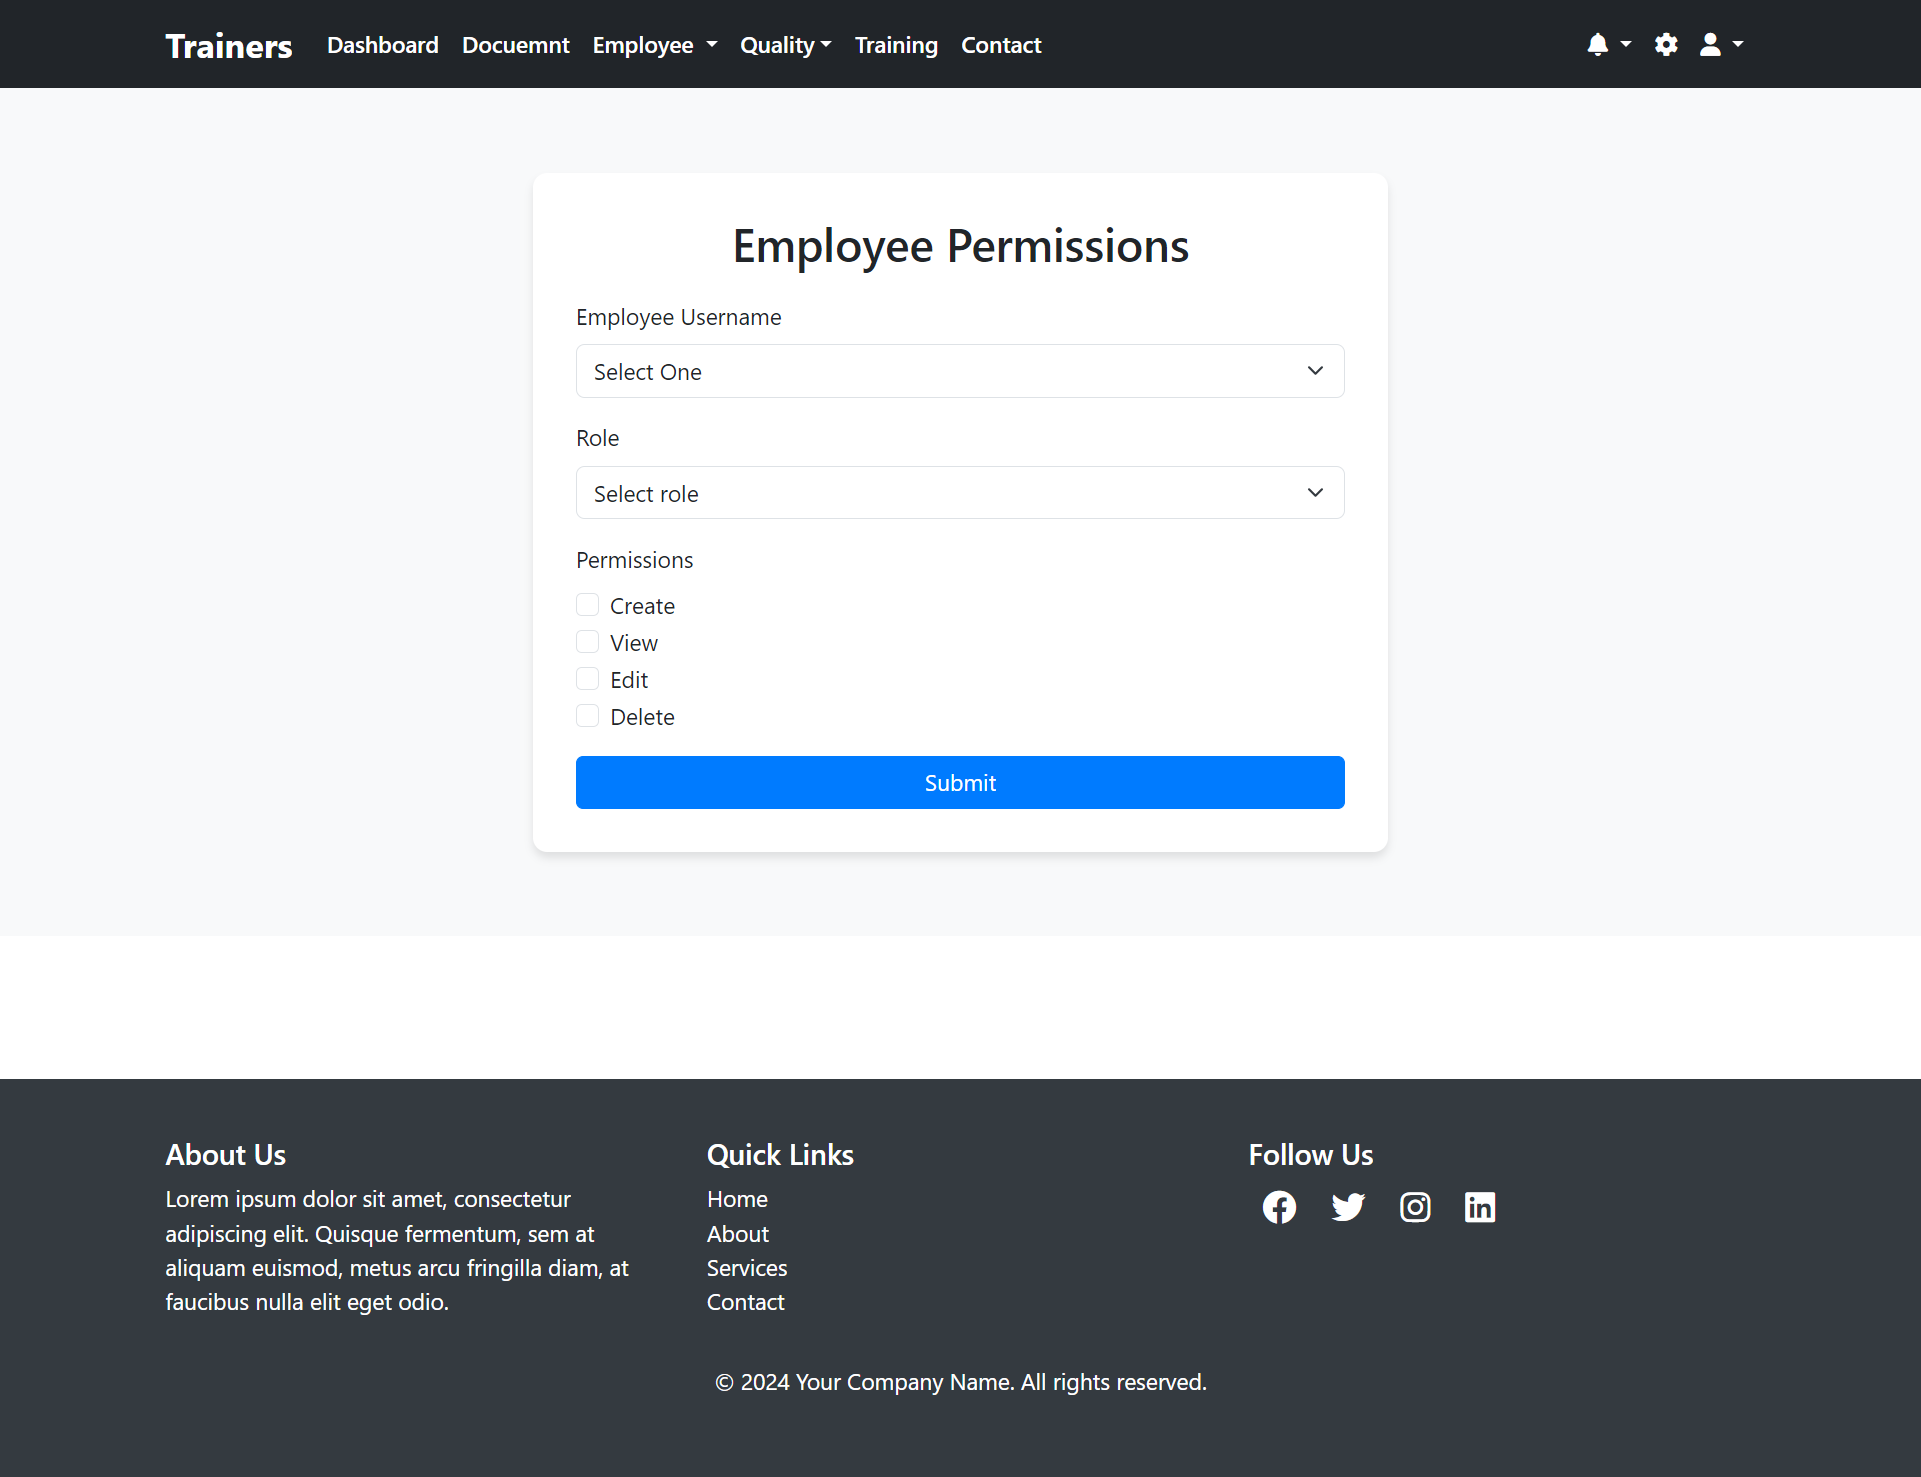 Trainers Dashboard Docuemnt Employee Quality Training Contact
Employee Permissions
Employee Username
Select One
Role
Select role
Permissions
Create
View
Edit
Delete
Submit
About Us
Lorem ipsum dolor sit amet, consectetur
adipiscing elit. Quisque fermentum, sem at
aliquam euismod, metus arcu fringilla diam, at
faucibus nulla elit eget odio.
Quick Links
Home
About
Services
Contact
Follow Us
© 2024 Your Company Name. All rights reserved.